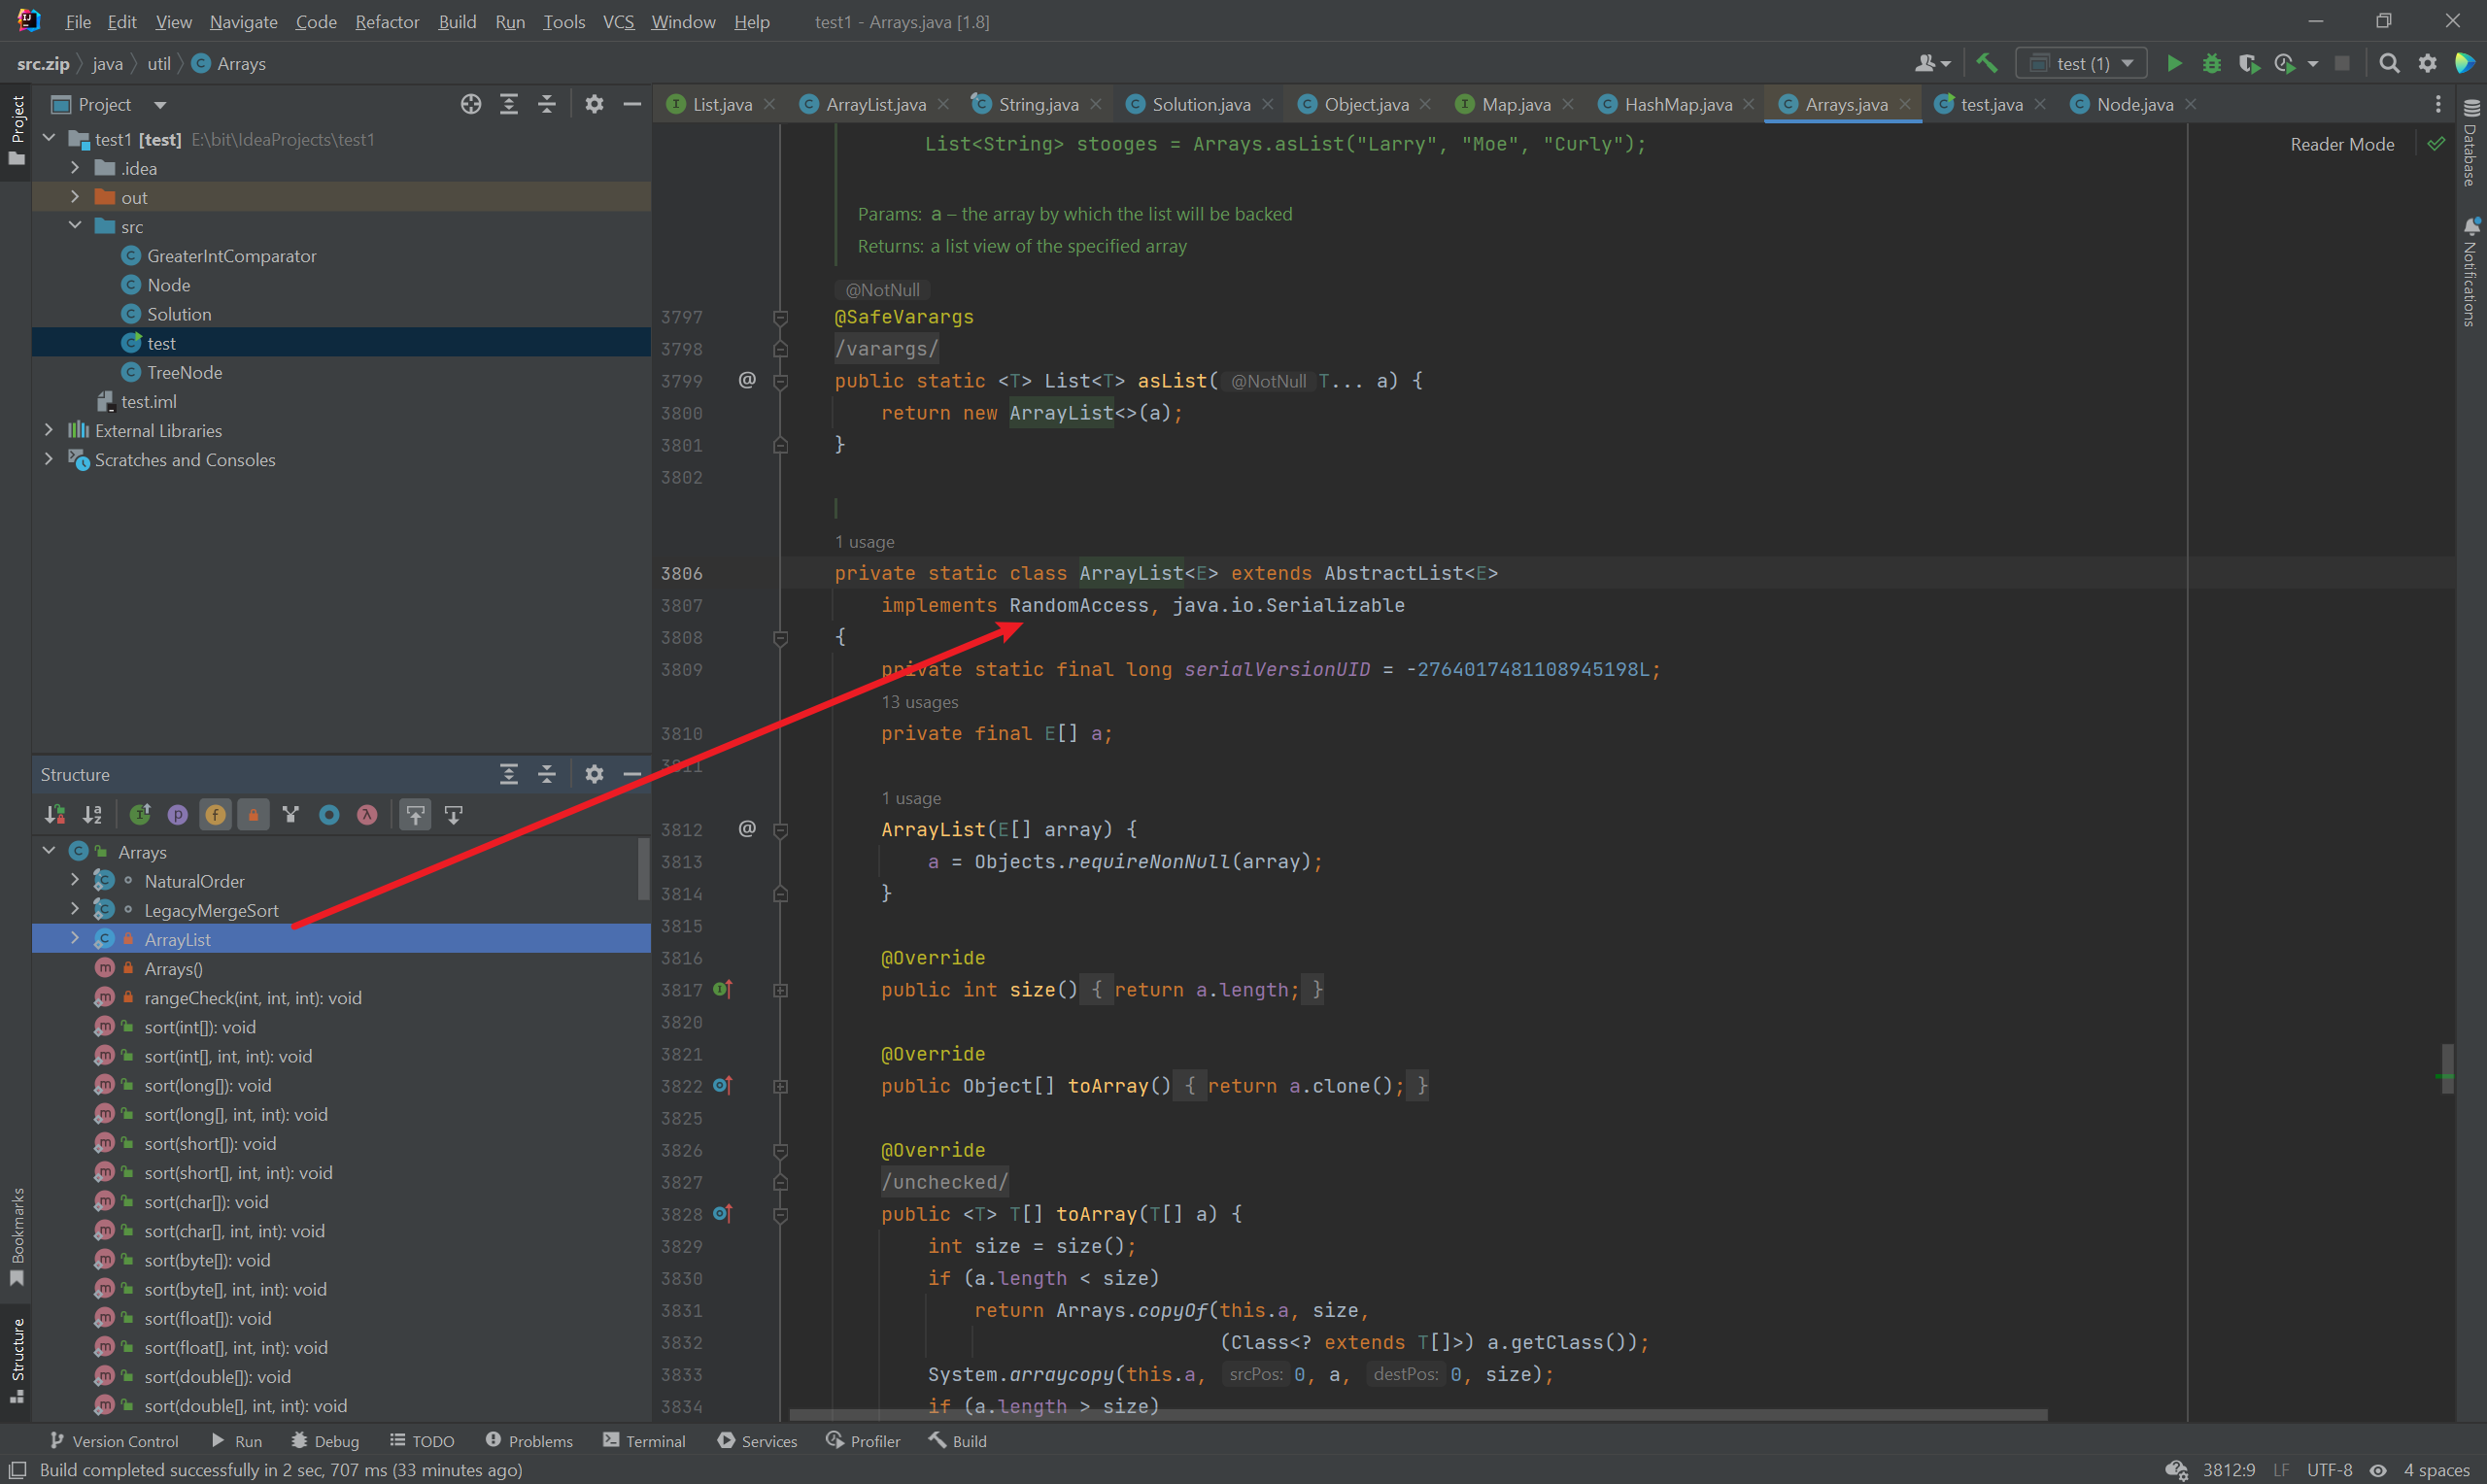 File Edit View Navigate Code Refactor Build Run Tools VCS Window Help test1 - Arrays.java [1.8]
src.zip java util Arrays
test (1)
Project
List.java ArrayList.java String.java Solution.java Object.java Map.java HashMap.java Arrays.java test.java Node.java
test1 [test] E:\bit\IdeaProjects\test1
.idea
out
src
GreaterIntComparator
Node
Solution
test
TreeNode
test.iml
External Libraries
Scratches and Consoles
Structure
Arrays
NaturalOrder
LegacyMergeSort
ArrayList
Arrays()
rangeCheck(int, int, int): void
sort(int[]): void
sort(int[], int, int): void
sort(long[]): void
sort(long[], int, int): void
sort(short[]): void
sort(short[], int, int): void
sort(char[]): void
sort(char[], int, int): void
sort(byte[]): void
sort(byte[], int, int): void
sort(float[]): void
sort(float[], int, int): void
sort(double[]): void
sort(double[], int, int): void
Project
Bookmarks
Structure
List<String> stooges = Arrays.asList("Larry", "Moe", "Curly");
Reader Mode
Params: a – the array by which the list will be backed
Returns: a list view of the specified array
@NotNull
3797 @SafeVarargs
3798 /varargs/
3799 @ public static <T> List<T> asList( @NotNull T... a) {
3800 return new ArrayList<>(a);
3801 }
3802
1 usage
3806 private static class ArrayList<E> extends AbstractList<E>
3807 implements RandomAccess, java.io.Serializable
3808 {
3809 private static final long serialVersionUID = -2764017481108945198L;
13 usages
3810 private final E[] a;
3811
1 usage
3812 @ ArrayList(E[] array) {
3813 a = Objects.requireNonNull(array);
3814 }
3815
3816 @Override
3817 public int size() { return a.length; }
3820
3821 @Override
3822 public Object[] toArray() { return a.clone(); }
3825
3826 @Override
3827 /unchecked/
3828 public <T> T[] toArray(T[] a) {
3829 int size = size();
3830 if (a.length < size)
3831 return Arrays.copyOf(this.a, size,
3832 (Class<? extends T[]>) a.getClass());
3833 System.arraycopy(this.a, srcPos: 0, a, destPos: 0, size);
3834 if (a.length > size)
Database
Notifications
Version Control Run Debug TODO Problems Terminal Services Profiler Build
Build completed successfully in 2 sec, 707 ms (33 minutes ago) 3812:9 LF UTF-8 4 spaces